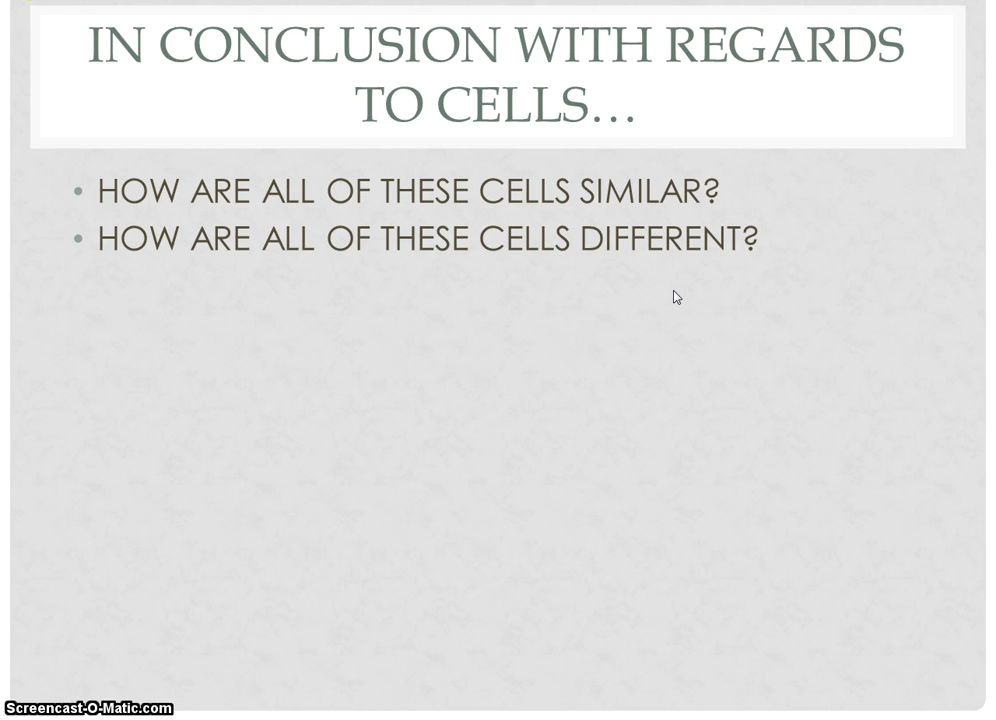 IN CONCLUSION WITH REGARDS
TO CELLS…
• HOW ARE ALL OF THESE CELLS SIMILAR?
• HOW ARE ALL OF THESE CELLS DIFFERENT?
Screencast-O-Matic.com